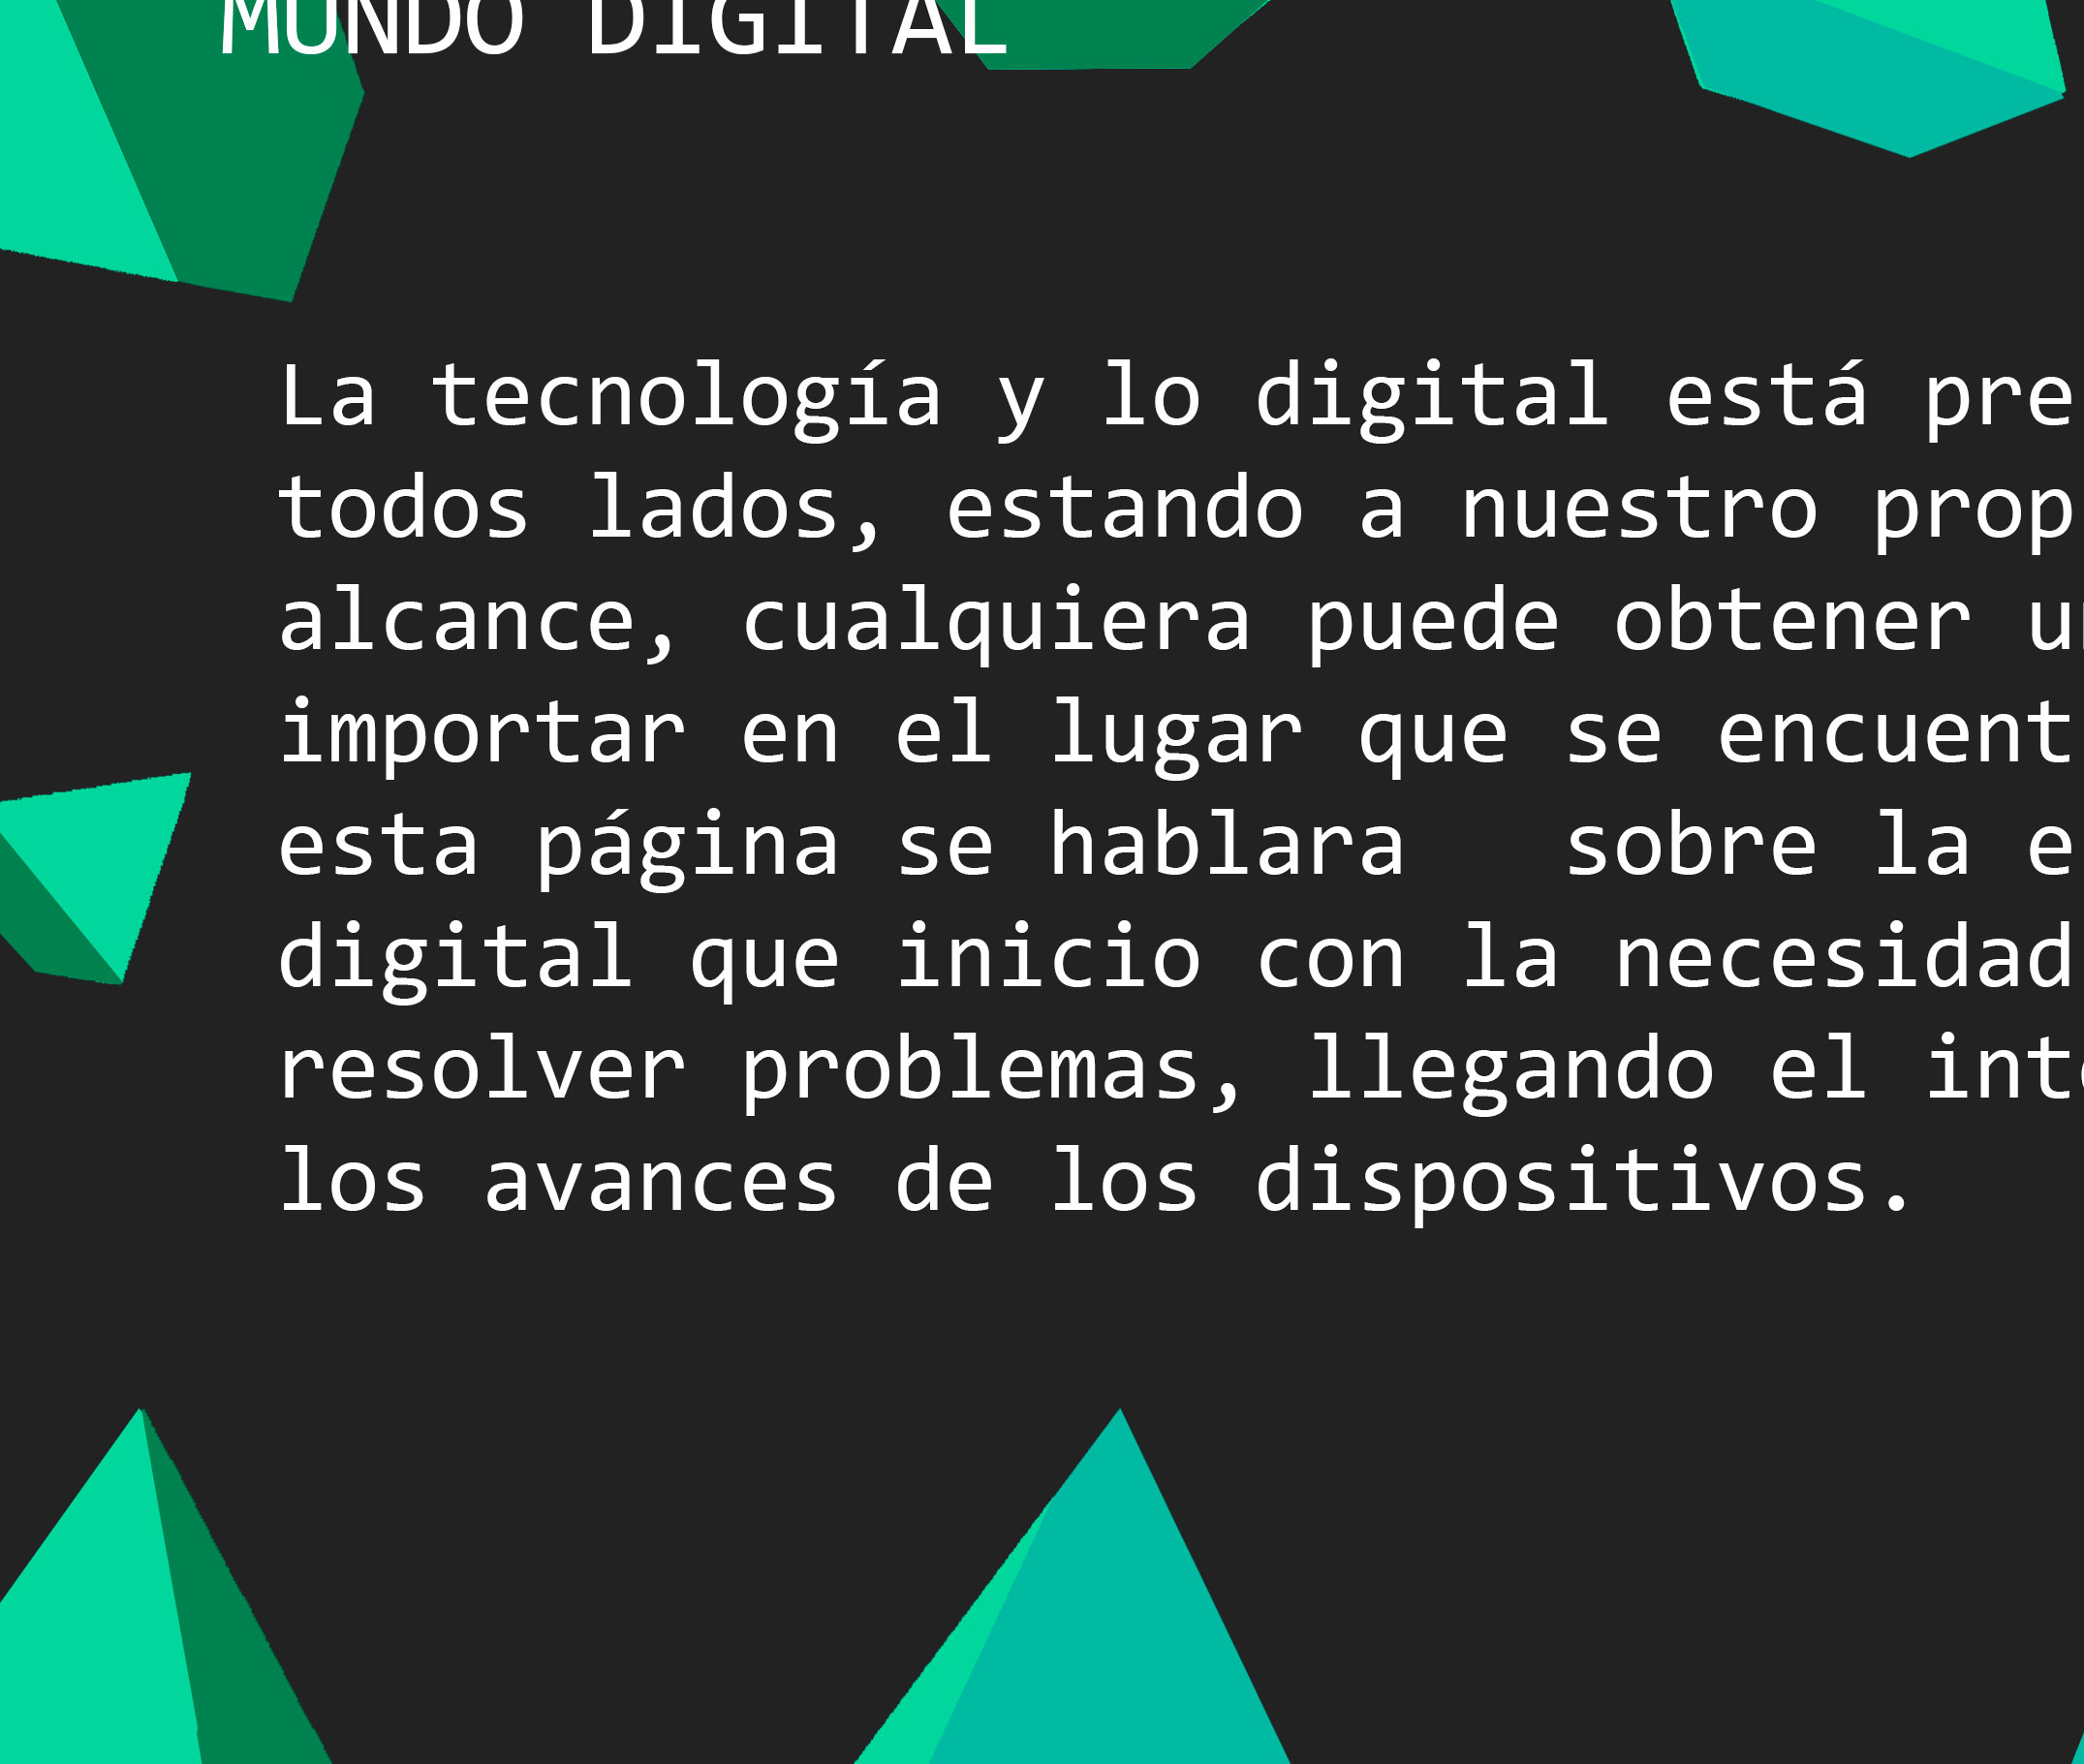 MUNDO DIGITAL
La tecnología y lo digital está pre
todos lados, estando a nuestro prop
alcance, cualquiera puede obtener
importar en el lugar que se encuent
esta página se hablara   sobre la e
digital que inicio con la necesidad
resolver problemas, llegando el int
los avances de los dispositivos.